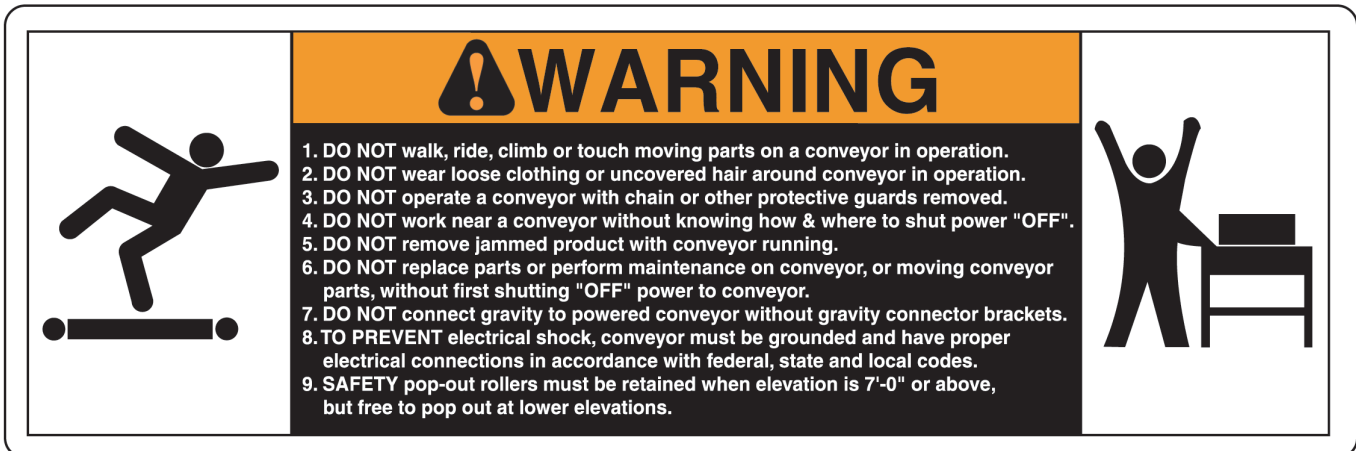 WARNING
1. DO NOT walk, ride, climb or touch moving parts on a conveyor in operation.
2. DO NOT wear loose clothing or uncovered hair around conveyor in operation.
3. DO NOT operate a conveyor with chain or other protective guards removed.
4. DO NOT work near a conveyor without knowing how & where to shut power "OFF".
5. DO NOT remove jammed product with conveyor running.
6. DO NOT replace parts or perform maintenance on conveyor, or moving conveyor
parts, without first shutting "OFF" power to conveyor.
7. DO NOT connect gravity to powered conveyor without gravity connector brackets.
8. TO PREVENT electrical shock, conveyor must be grounded and have proper
electrical connections in accordance with federal, state and local codes.
9. SAFETY pop-out rollers must be retained when elevation is 7'-0" or above,
but free to pop out at lower elevations.